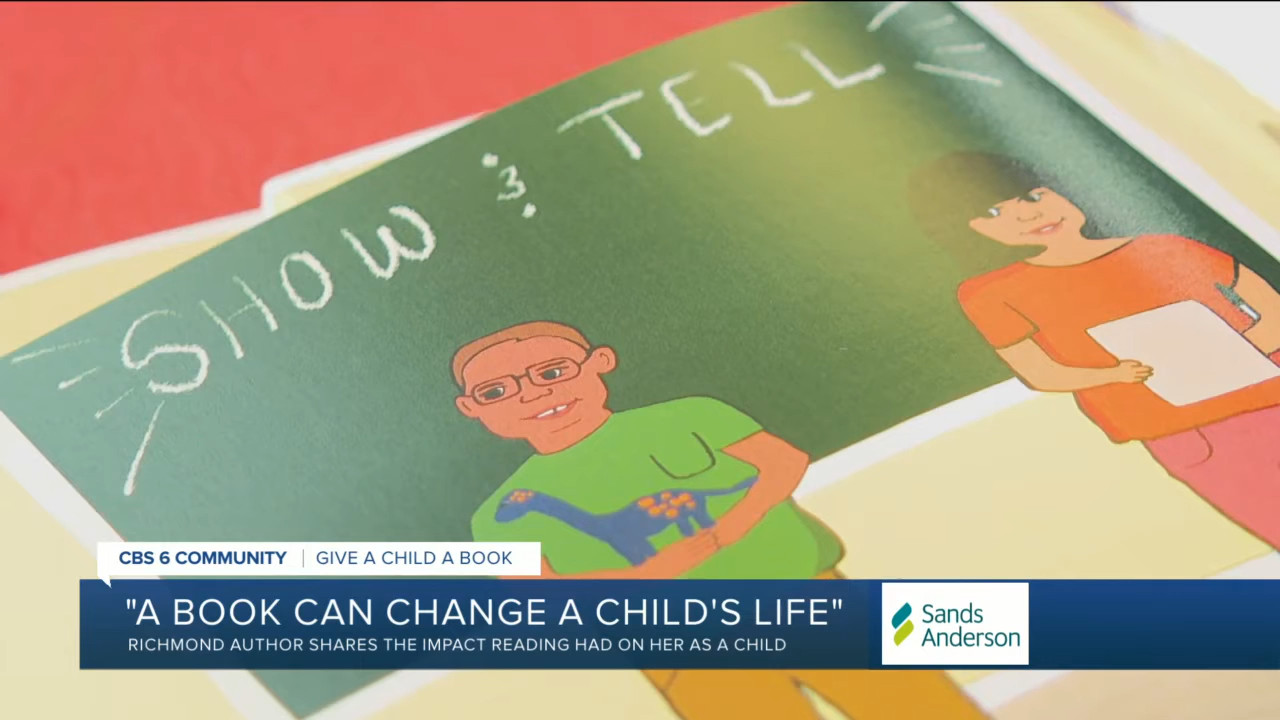 SHOW & TELL
CBS 6 COMMUNITY | GIVE A CHILD A BOOK
"A BOOK CAN CHANGE A CHILD'S LIFE"
RICHMOND AUTHOR SHARES THE IMPACT READING HAD ON HER AS A CHILD
Sands
Anderson